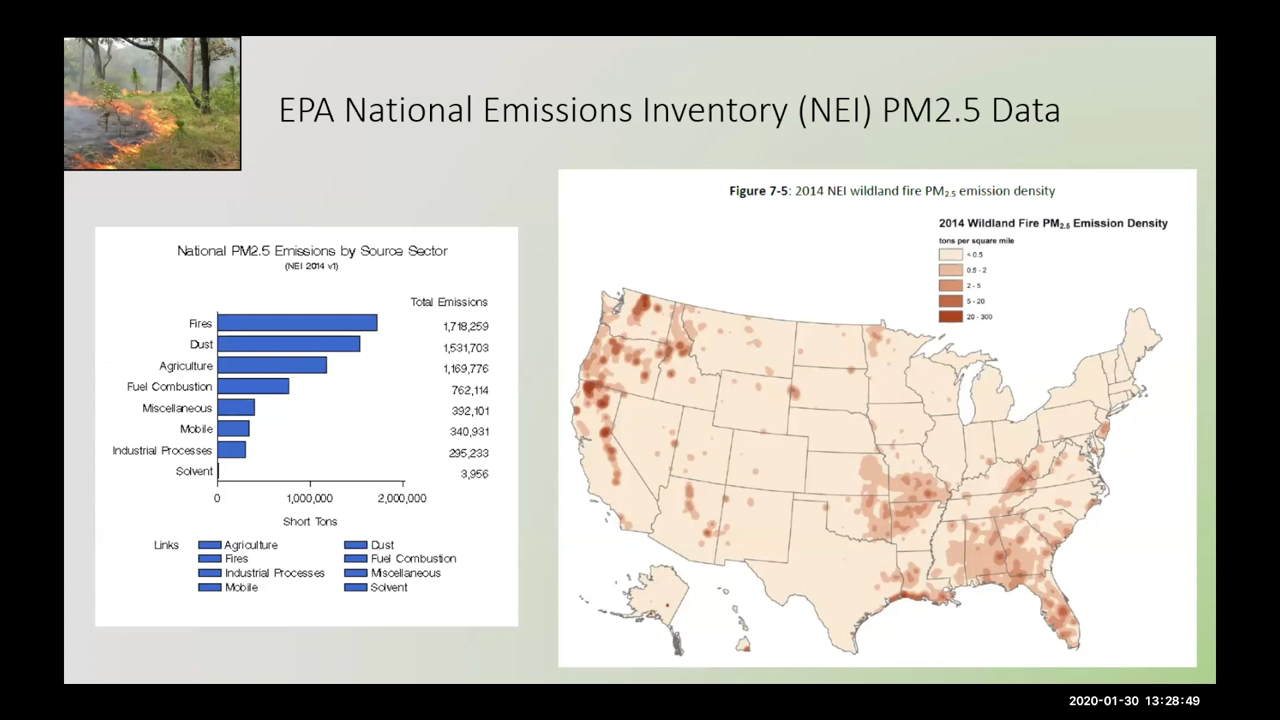 EPA National Emissions Inventory (NEI) PM2.5 Data
National PM2.5 Emissions by Source Sector
(NEI 2014 v1)
Total Emissions
Fires 1,718,259
Dust 1,531,703
Agriculture 1,169,776
Fuel Combustion 762,114
Miscellaneous 392,101
Mobile 340,931
Industrial Processes 295,233
Solvent 3,956
0 1,000,000 2,000,000
Short Tons
Links Agriculture Dust
Fires Fuel Combustion
Industrial Processes Miscellaneous
Mobile Solvent
Figure 7-5: 2014 NEI wildland fire PM2.5 emission density
2014 Wildland Fire PM2.5 Emission Density
tons per square mile
< 0.5
0.5 - 2
2 - 5
5 - 20
20 - 300
2020-01-30 13:28:49